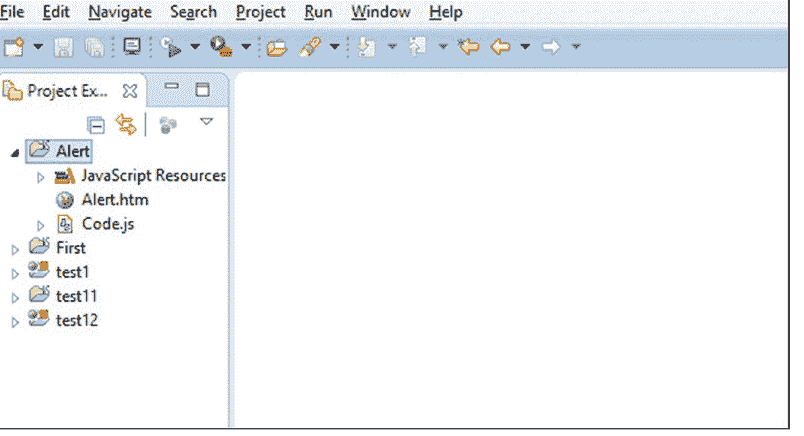 File Edit Navigate Search Project Run Window Help
Project Ex...
Alert
JavaScript Resources
Alert.htm
Code.js
First
test1
test11
test12